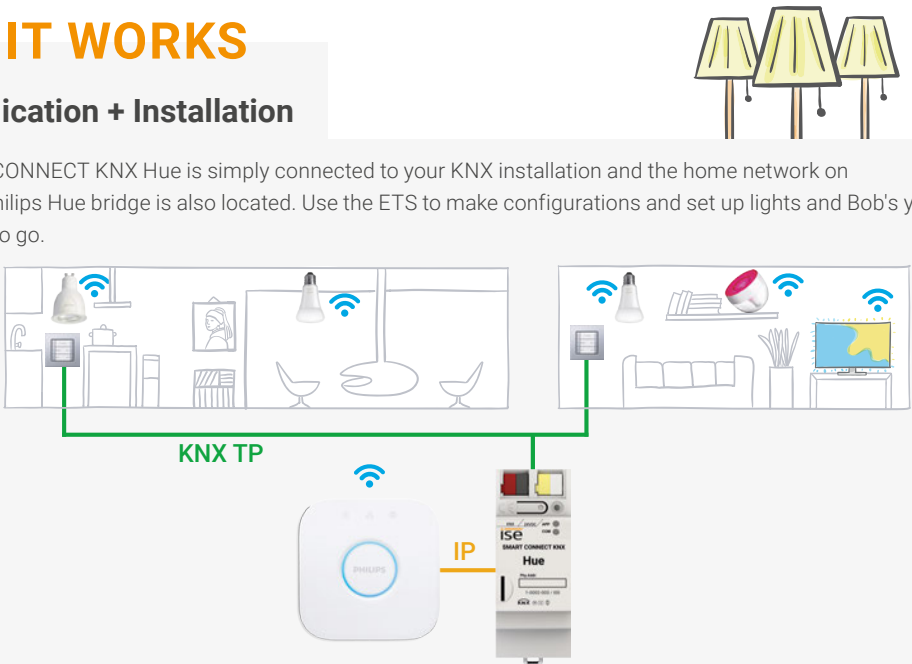 IT WORKS
ication + Installation
CONNECT KNX Hue is simply connected to your KNX installation and the home network on
hilips Hue bridge is also located. Use the ETS to make configurations and set up lights and Bob's y
o go.
KNX TP
PHILIPS
IP
ise
SMART CONNECT KNX
Hue
KNX